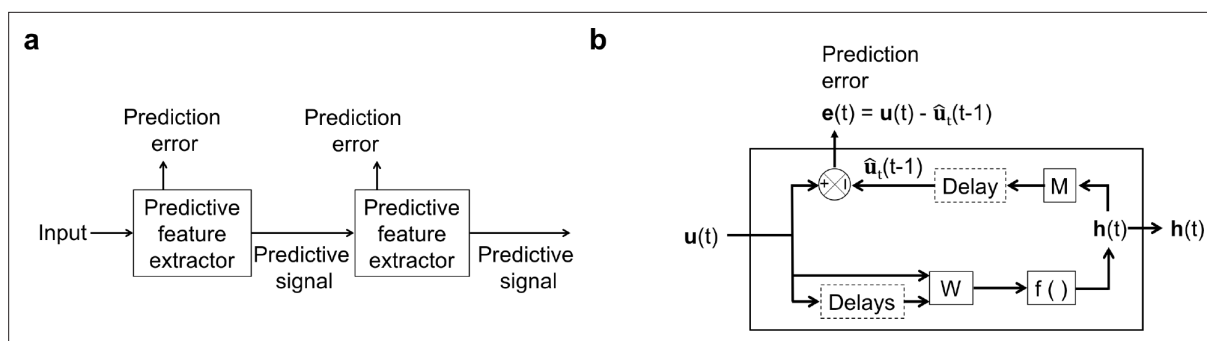 a
Prediction
error
Prediction
error
Input
Predictive
feature
extractor
Predictive
signal
Predictive
feature
extractor
Predictive
signal
b
Prediction
error
e(t) = u(t) - û_t(t-1)
+
−
û_t(t-1)
Delay
M
u(t)
h(t)
h(t)
Delays
W
f ( )